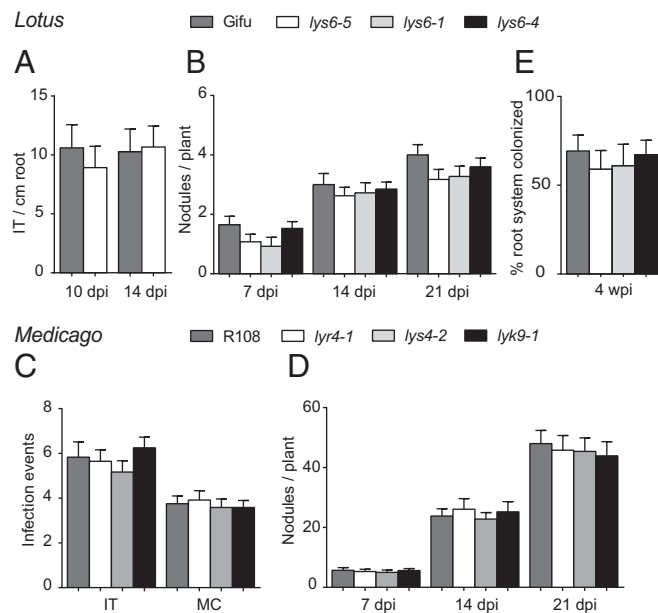 Lotus Gifu lys6-5 lys6-1 lys6-4
A B E
15
10
5
0
IT / cm root
10 dpi 14 dpi
6
4
2
0
Nodules / plant
7 dpi 14 dpi 21 dpi
100
50
0
% root system colonized
4 wpi
Medicago R108 lyr4-1 lys4-2 lyk9-1
C D
8
6
4
2
0
Infection events
IT MC
60
40
20
0
Nodules / plant
7 dpi 14 dpi 21 dpi